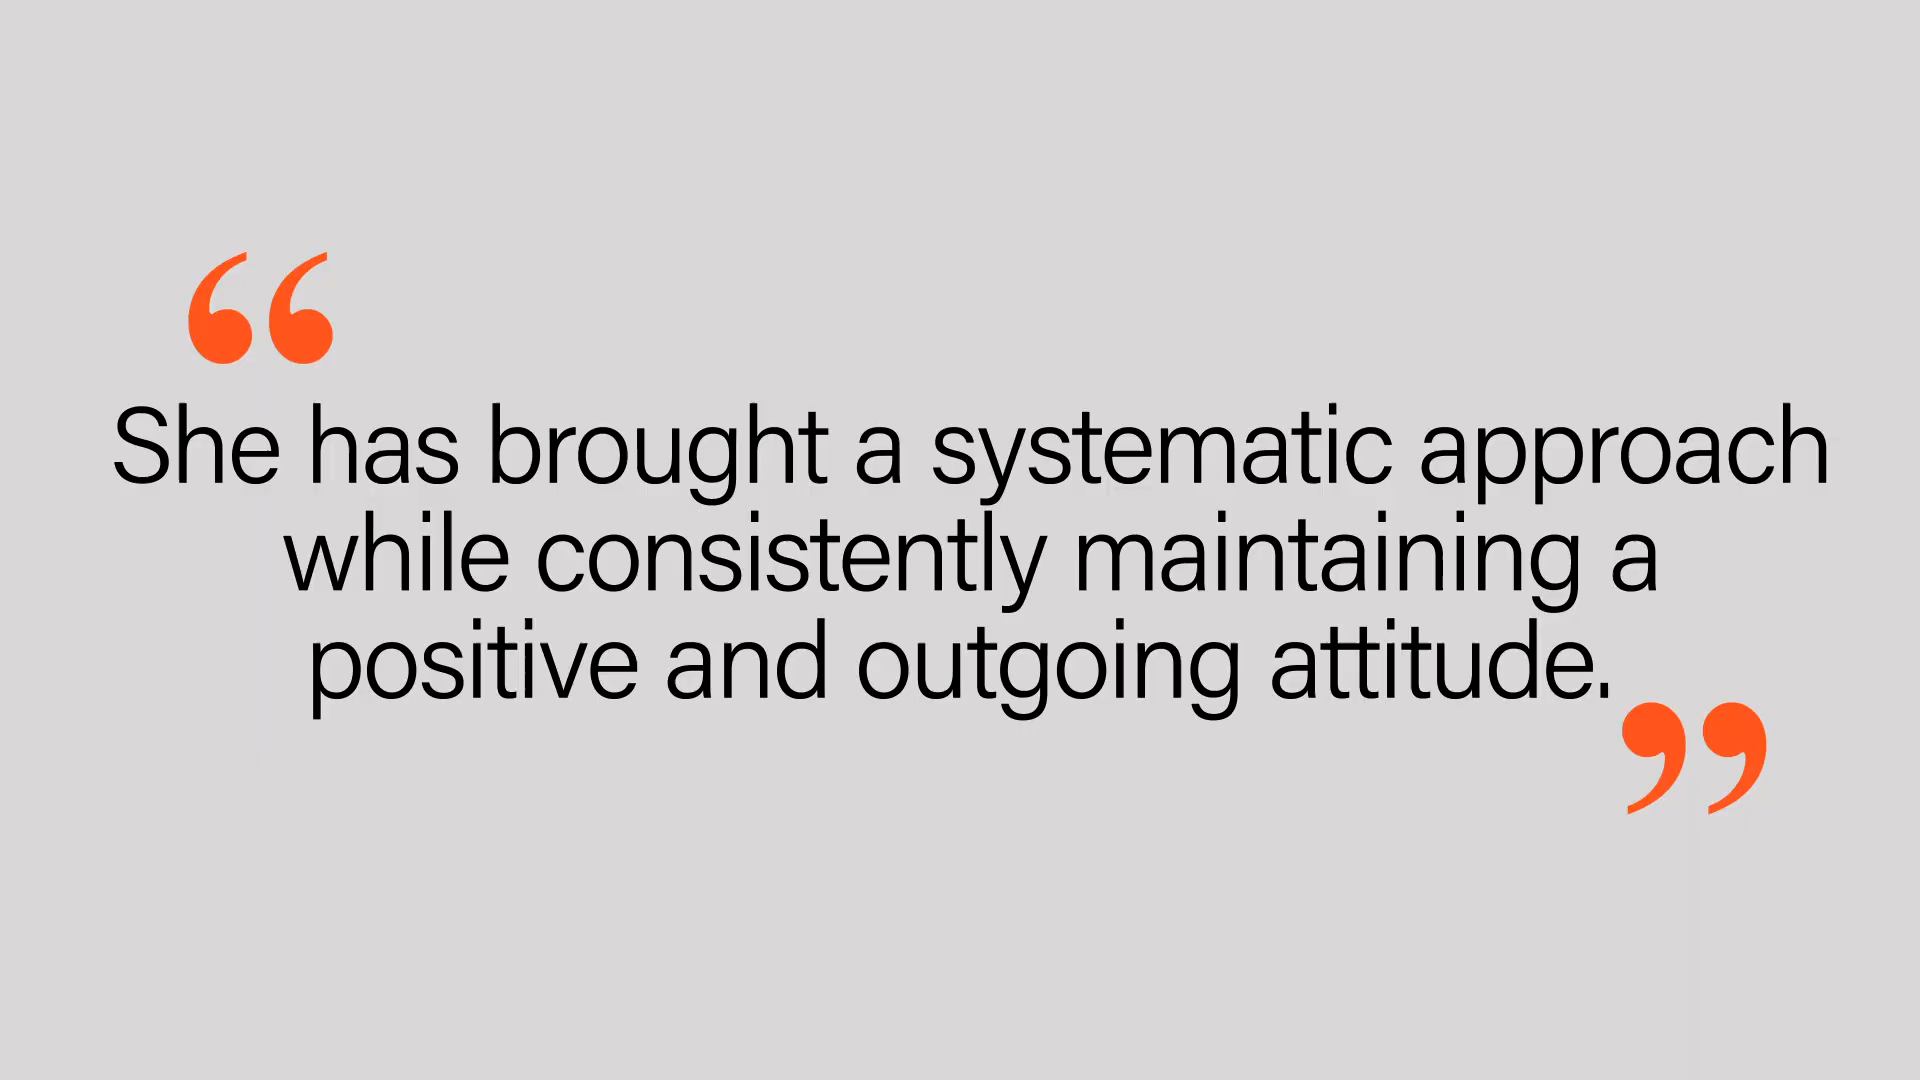 “
She has brought a systematic approach
while consistently maintaining a
positive and outgoing attitude.
”